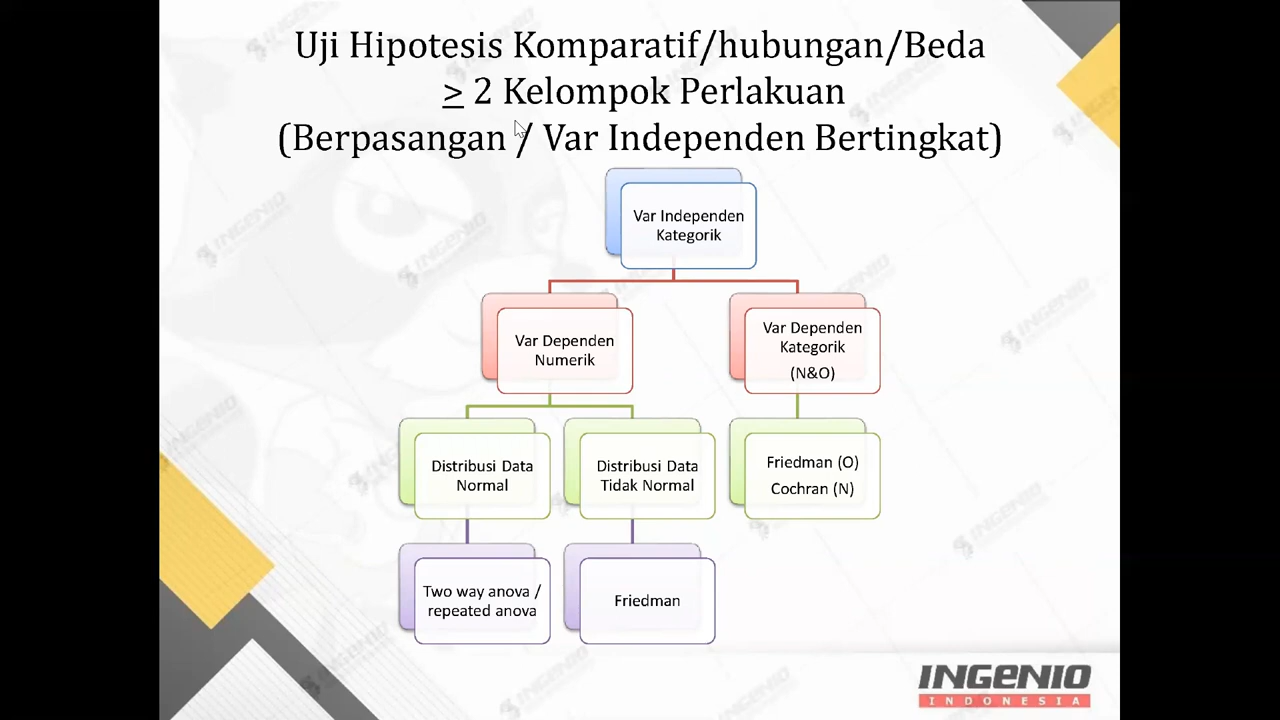 Uji Hipotesis Komparatif/hubungan/Beda
≥ 2 Kelompok Perlakuan
(Berpasangan / Var Independen Bertingkat)
Var Independen
Kategorik
Var Dependen
Numerik
Var Dependen
Kategorik
(N&O)
Distribusi Data
Normal
Distribusi Data
Tidak Normal
Friedman (O)
Cochran (N)
Two way anova /
repeated anova
Friedman
INGENIO
INDONESIA